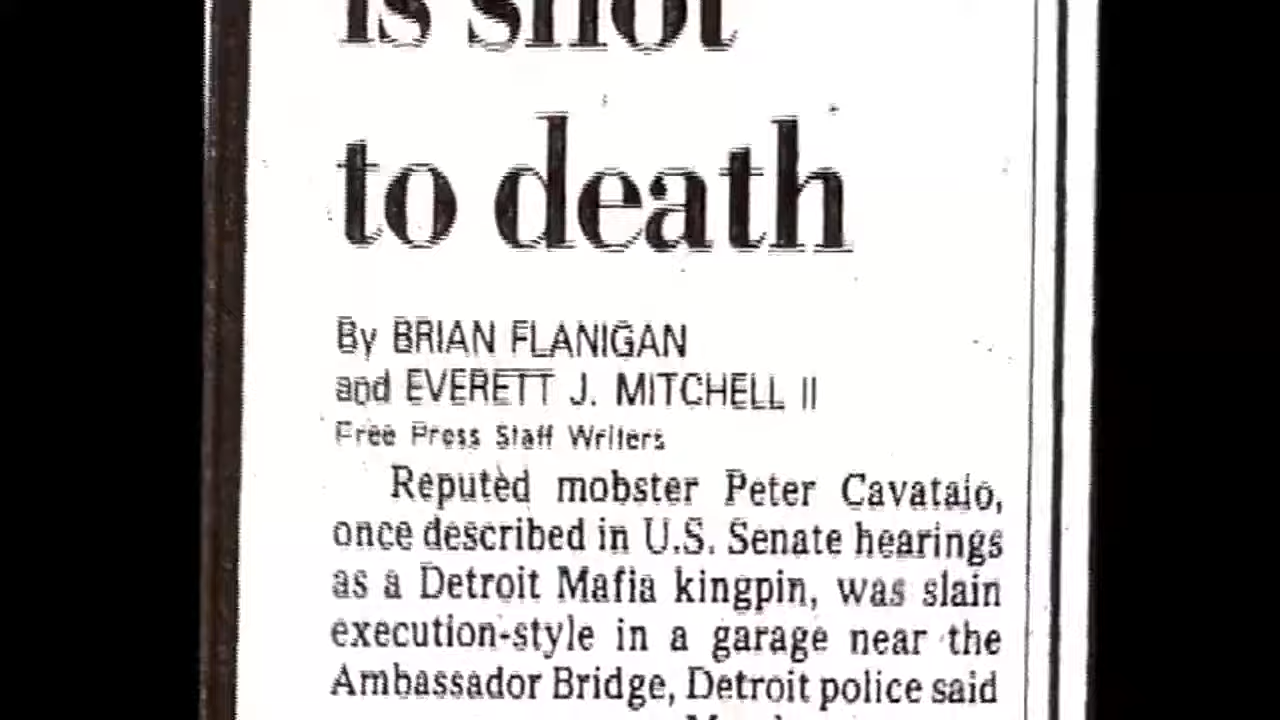 is shot
to death
By BRIAN FLANIGAN
and EVERETT J. MITCHELL II
Free Press Staff Writers
Reputed mobster Peter Cavataio,
once described in U.S. Senate hearings
as a Detroit Mafia kingpin, was slain
execution-style in a garage near the
Ambassador Bridge, Detroit police said